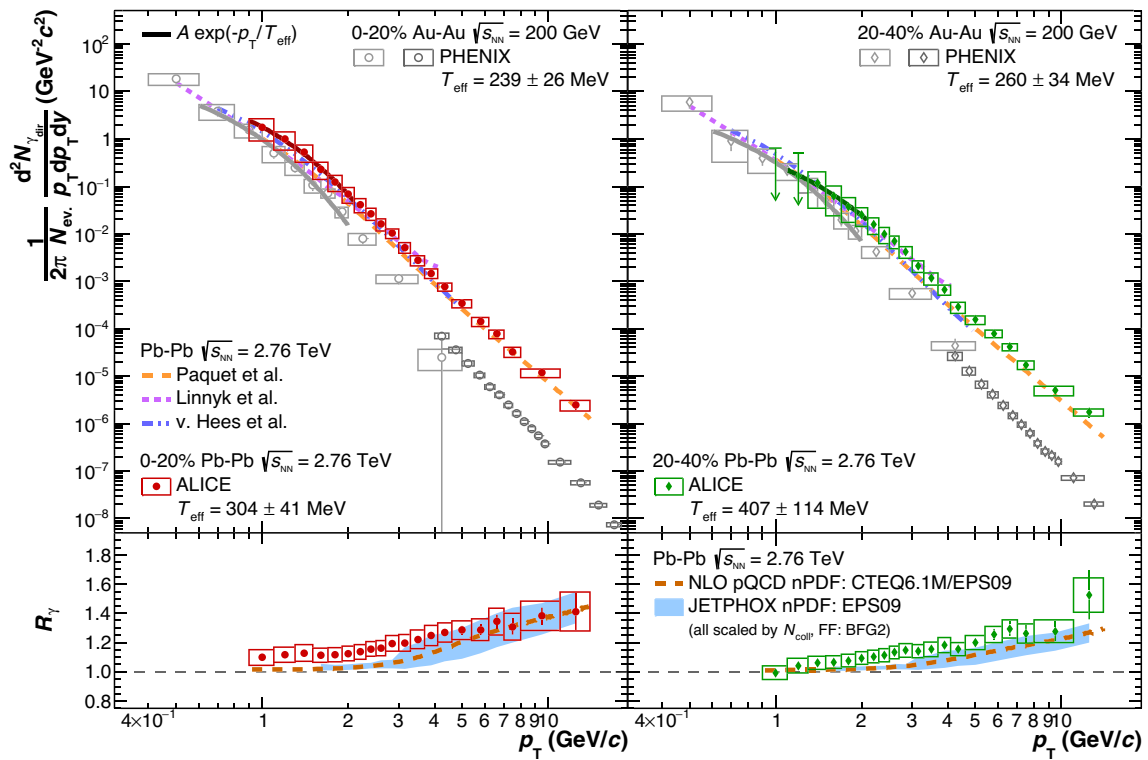 d²N_γdir
1/(2π N_ev.) d²N_γdir/(p_T dp_T dy) (GeV⁻²c²)
10²
10
1
10⁻¹
10⁻²
10⁻³
10⁻⁴
10⁻⁵
10⁻⁶
10⁻⁷
10⁻⁸
A exp(-p_T/T_eff)
0-20% Au-Au √s_NN = 200 GeV
PHENIX
T_eff = 239 ± 26 MeV
Pb-Pb √s_NN = 2.76 TeV
Paquet et al.
Linnyk et al.
v. Hees et al.
0-20% Pb-Pb √s_NN = 2.76 TeV
ALICE
T_eff = 304 ± 41 MeV
20-40% Au-Au √s_NN = 200 GeV
PHENIX
T_eff = 260 ± 34 MeV
20-40% Pb-Pb √s_NN = 2.76 TeV
ALICE
T_eff = 407 ± 114 MeV
R_γ
1.8
1.6
1.4
1.2
1.0
0.8
Pb-Pb √s_NN = 2.76 TeV
NLO pQCD nPDF: CTEQ6.1M/EPS09
JETPHOX nPDF: EPS09
(all scaled by N_coll, FF: BFG2)
4×10⁻¹ 1 2 3 4 5 6 7 8 910
p_T (GeV/c)
4×10⁻¹ 1 2 3 4 5 6 7 8 910
p_T (GeV/c)